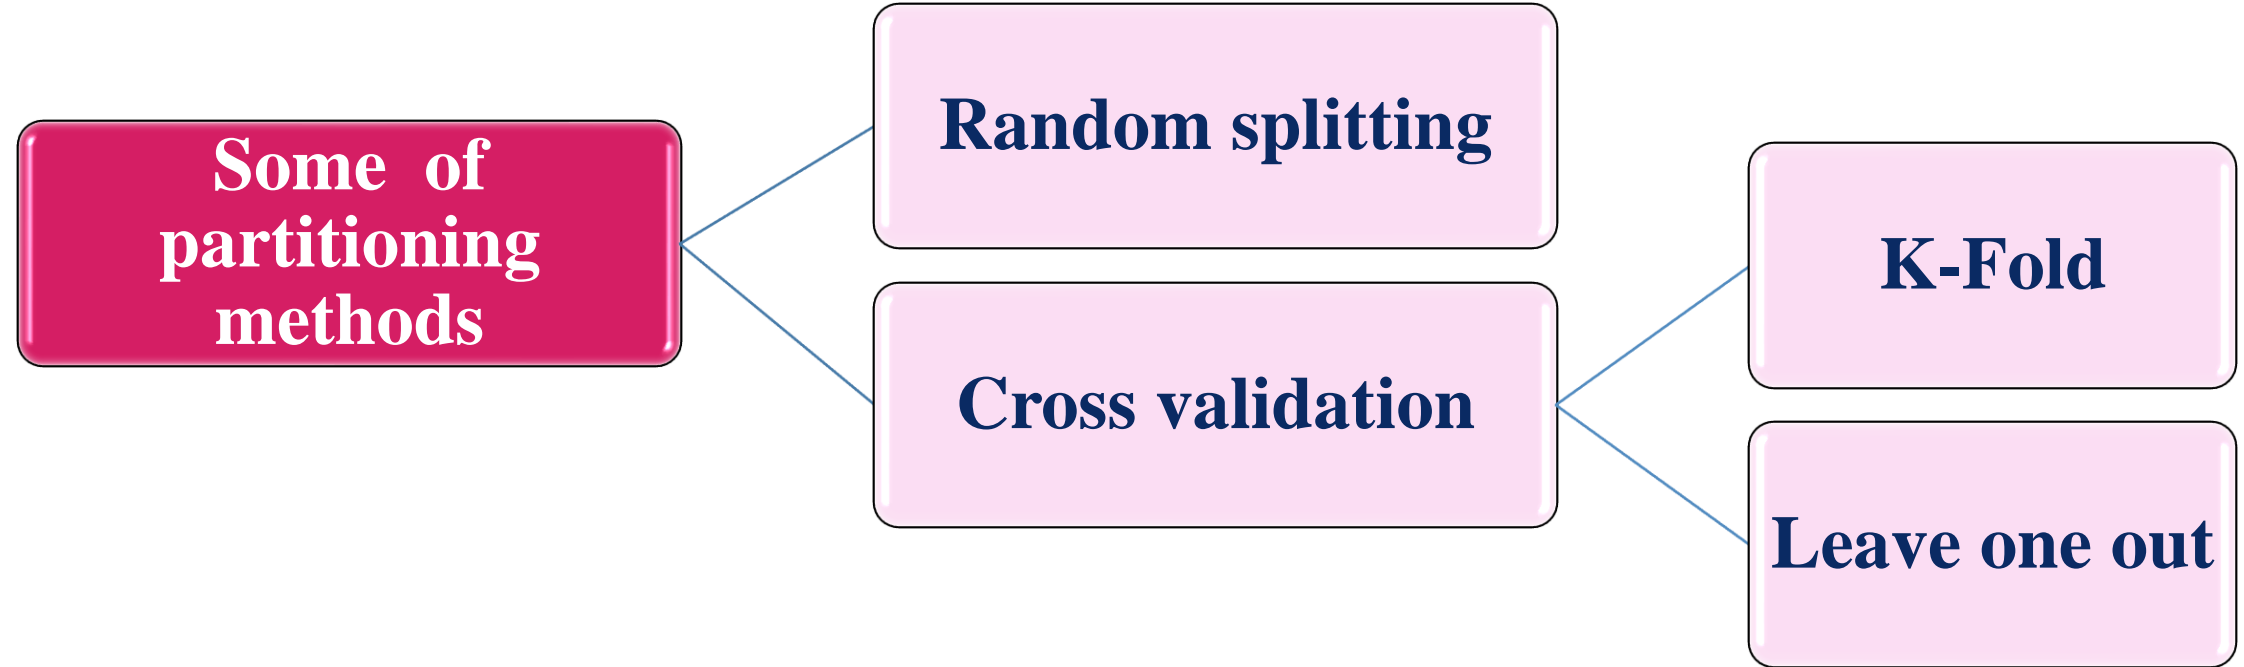 Some of
partitioning
methods
Random splitting
Cross validation
K-Fold
Leave one out